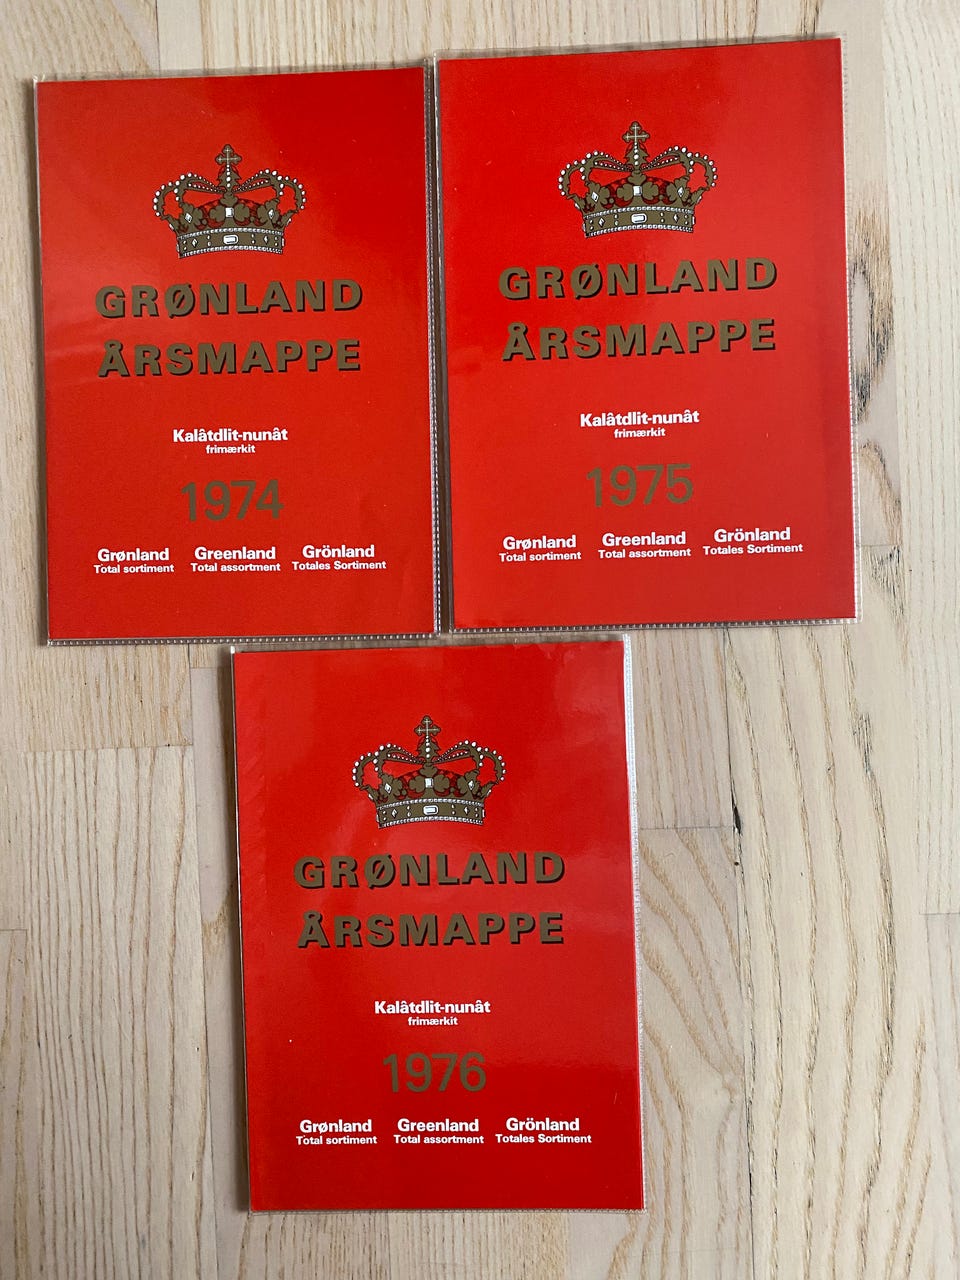 GRØNLAND
ÅRSMAPPE
Kalâtdlit-nunât
frimærkit
1974
Grønland Greenland Grönland
Total sortiment Total assortment Totales Sortiment
GRØNLAND
ÅRSMAPPE
Kalâtdlit-nunât
frimærkit
1975
Grønland Greenland Grönland
Total sortiment Total assortment Totales Sortiment
GRØNLAND
ÅRSMAPPE
Kalâtdlit-nunât
frimærkit
1976
Grønland Greenland Grönland
Total sortiment Total assortment Totales Sortiment